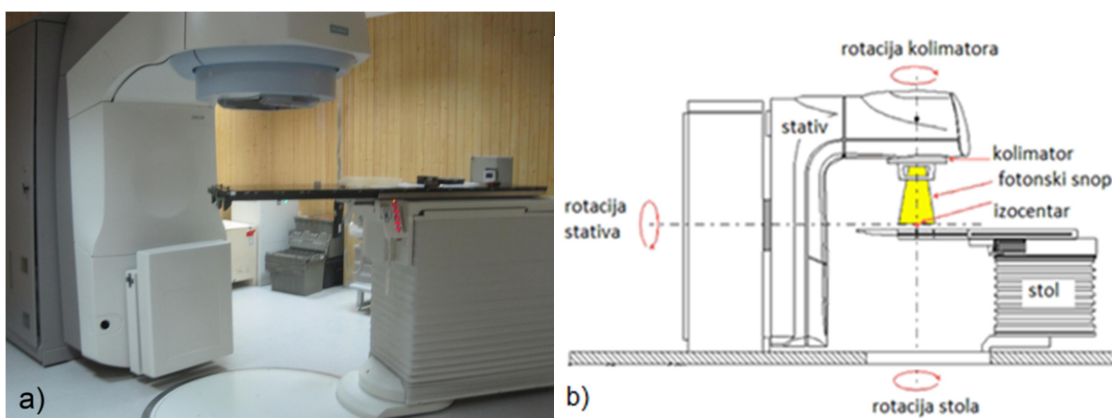 a)
b)
rotacija kolimatora
stativ
kolimator
fotonski snop
izocentar
rotacija
stativa
stol
rotacija stola